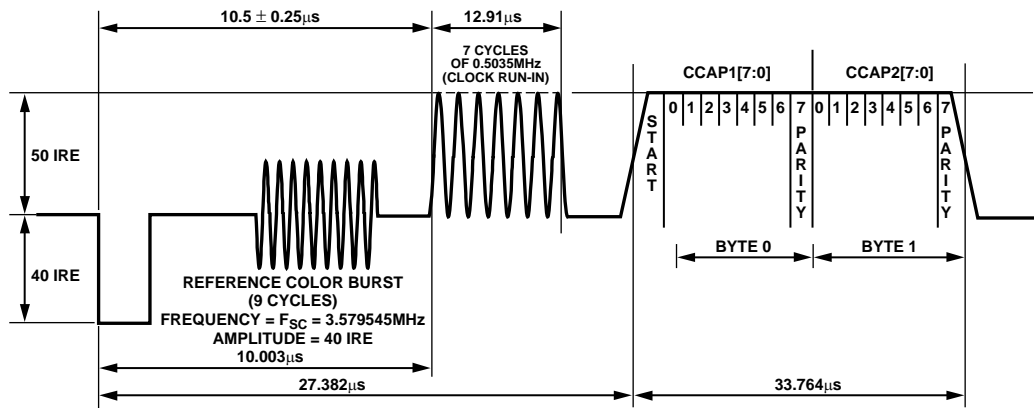 10.5 ± 0.25μs
12.91μs
7 CYCLES
OF 0.5035MHz
(CLOCK RUN-IN)
CCAP1[7:0]
CCAP2[7:0]
0 1 2 3 4 5 6 7 0 1 2 3 4 5 6 7
START
PARITY
PARITY
50 IRE
40 IRE
BYTE 0
BYTE 1
REFERENCE COLOR BURST
(9 CYCLES)
FREQUENCY = FSC = 3.579545MHz
AMPLITUDE = 40 IRE
10.003μs
27.382μs
33.764μs